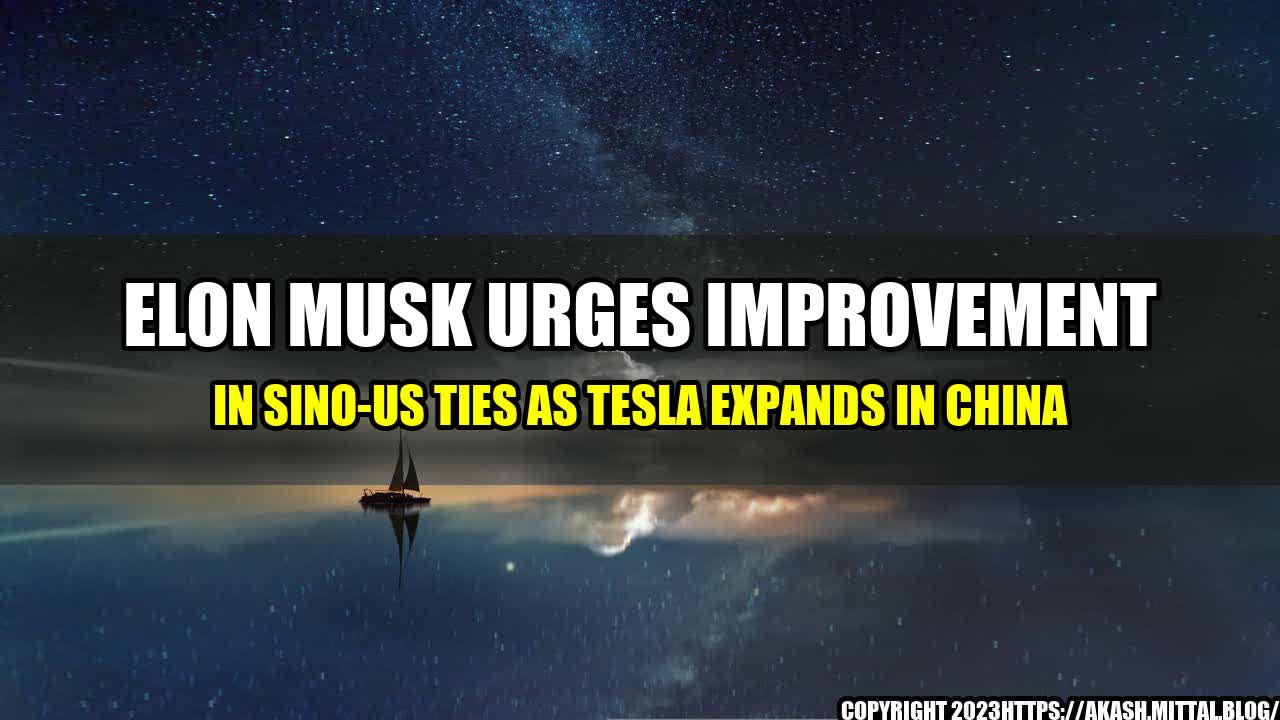 ELON MUSK URGES IMPROVEMENT
IN SINO-US TIES AS TESLA EXPANDS IN CHINA
COPYRIGHT 2023HTTPS://AKASH.MITTAL.BLOG/